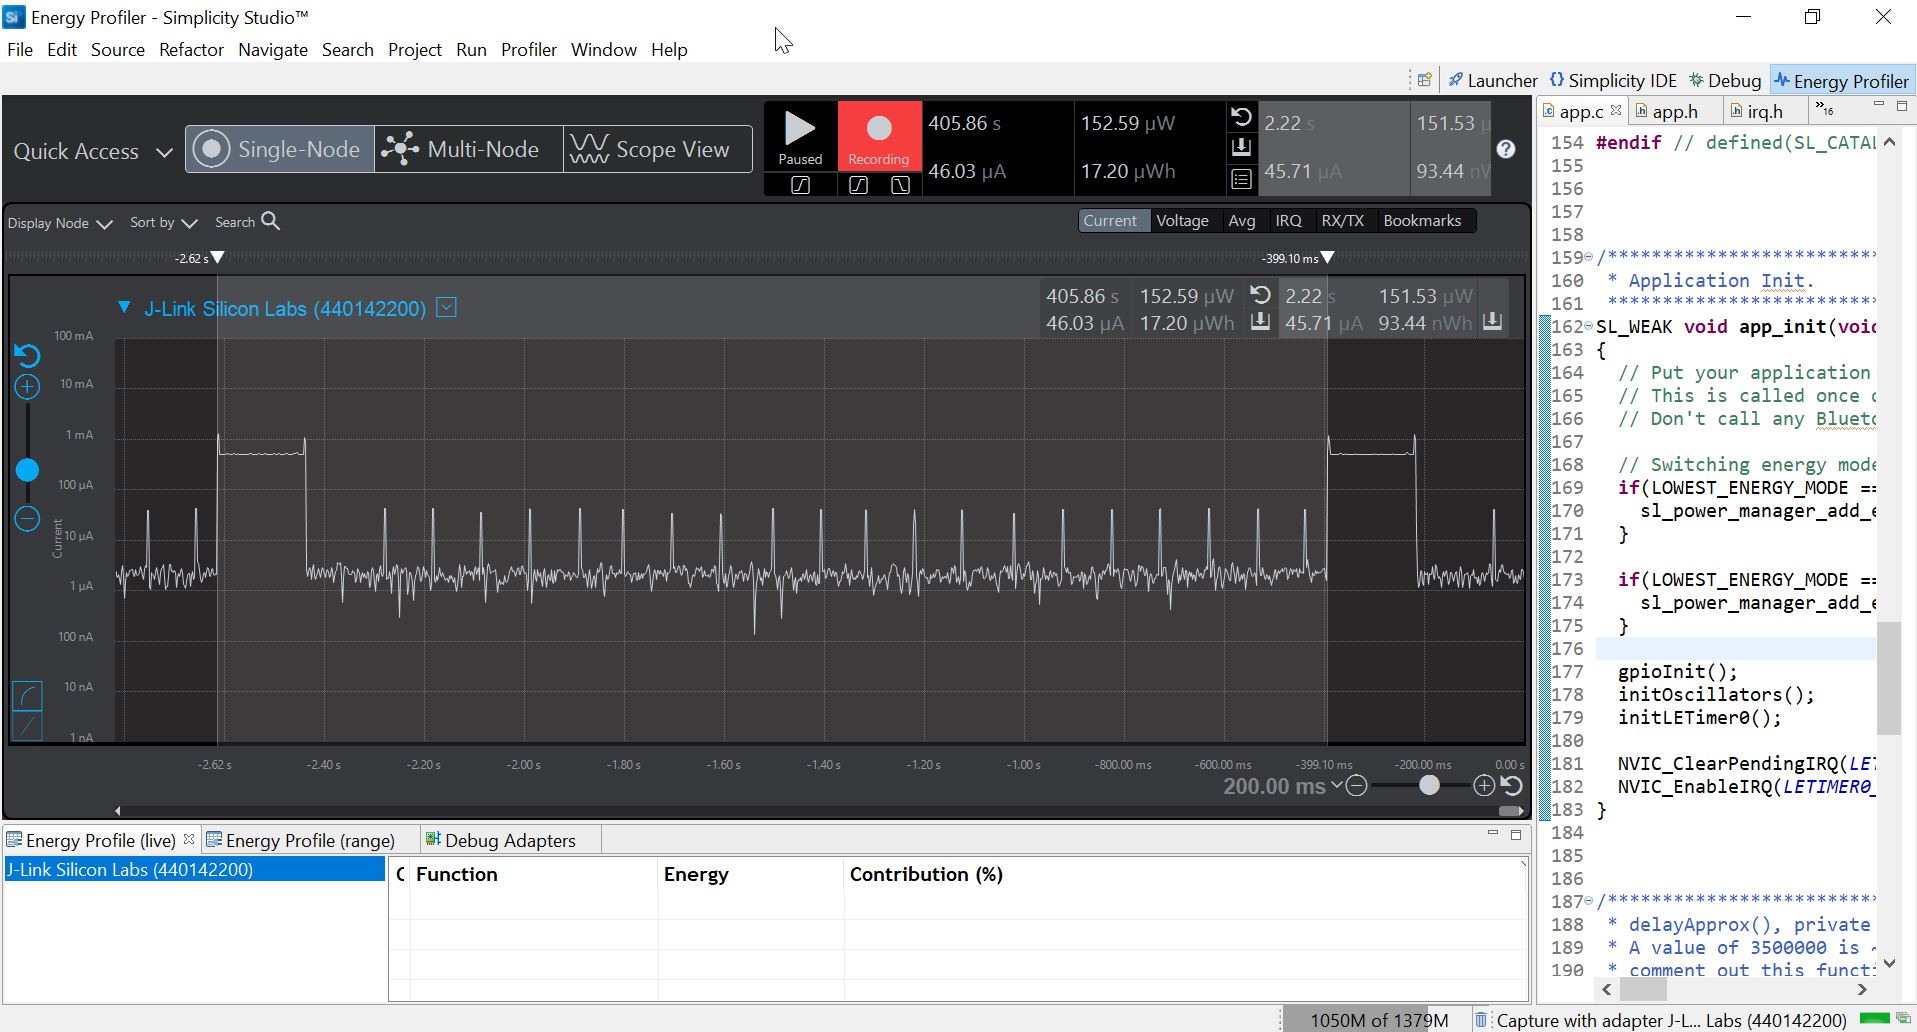 Energy Profiler - Simplicity Studio™
File Edit Source Refactor Navigate Search Project Run Profiler Window Help
Launcher Simplicity IDE Debug Energy Profiler
Quick Access
Single-Node
Multi-Node
Scope View
Paused
Recording
405.86 s 152.59 µW
46.03 µA 17.20 µWh
2.22 s 151.53 µ
45.71 µA 93.44 nW
Display Node Sort by Search
Current Voltage Avg IRQ RX/TX Bookmarks
-2.62 s
-399.10 ms
J-Link Silicon Labs (440142200)
405.86 s 152.59 µW 2.22 s 151.53 µW
46.03 µA 17.20 µWh 45.71 µA 93.44 nWh
100 mA
10 mA
1 mA
100 µA
10 µA
1 µA
100 nA
10 nA
1 nA
Current
-2.62 s -2.40 s -2.20 s -2.00 s -1.80 s -1.60 s -1.40 s -1.20 s -1.00 s -800.00 ms -600.00 ms -399.10 ms -200.00 ms 0.00 s
200.00 ms
Energy Profile (live) Energy Profile (range) Debug Adapters
J-Link Silicon Labs (440142200)
Function Energy Contribution (%)
app.c app.h irq.h »16
154 #endif // defined(SL_CATAL
155
156
157
158
159 /*************************
160 * Application Init.
161 *************************
162 SL_WEAK void app_init(voi
163 {
164 // Put your application
165 // This is called once
166 // Don't call any Bluet
167
168 // Switching energy mode
169 if(LOWEST_ENERGY_MODE ==
170 sl_power_manager_add_
171 }
172
173 if(LOWEST_ENERGY_MODE ==
174 sl_power_manager_add_
175 }
176
177 gpioInit();
178 initOscillators();
179 initLETimer0();
180
181 NVIC_ClearPendingIRQ(LE
182 NVIC_EnableIRQ(LETIMER0_
183 }
184
185
186
187 /*************************
188 * delayApprox(), private
189 * A value of 3500000 is ~
190 * comment out this funct
1050M of 1379M
Capture with adapter J-L... Labs (440142200)